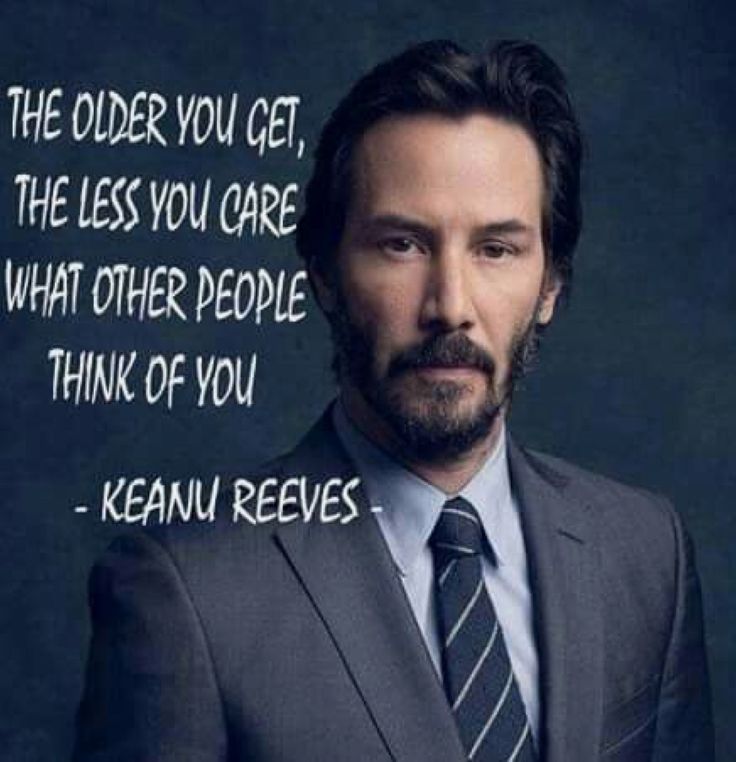 THE OLDER YOU GET,
THE LESS YOU CARE
WHAT OTHER PEOPLE
THINK OF YOU
- KEANU REEVES -